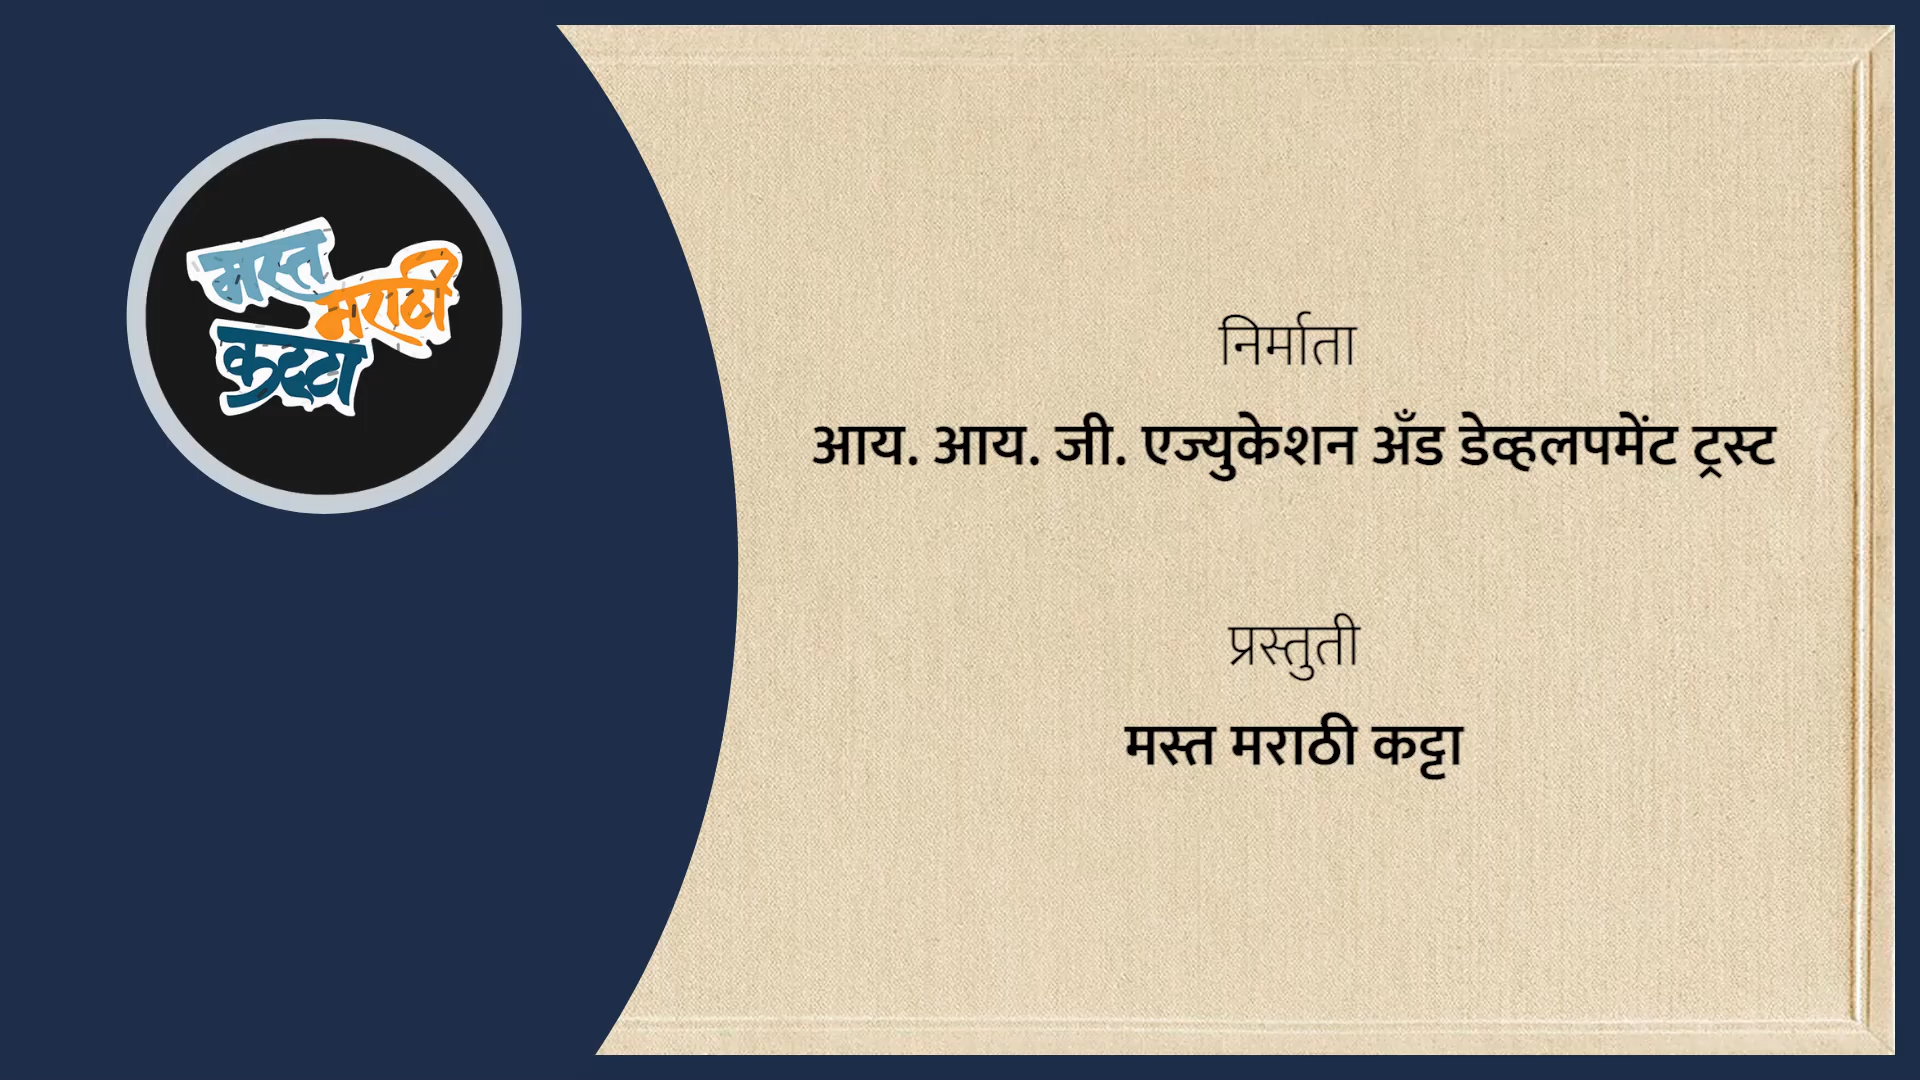 मस्त
मराठी
कट्टा
निर्माता
आय. आय. जी. एज्युकेशन अँड डेव्हलपमेंट ट्रस्ट
प्रस्तुती
मस्त मराठी कट्टा